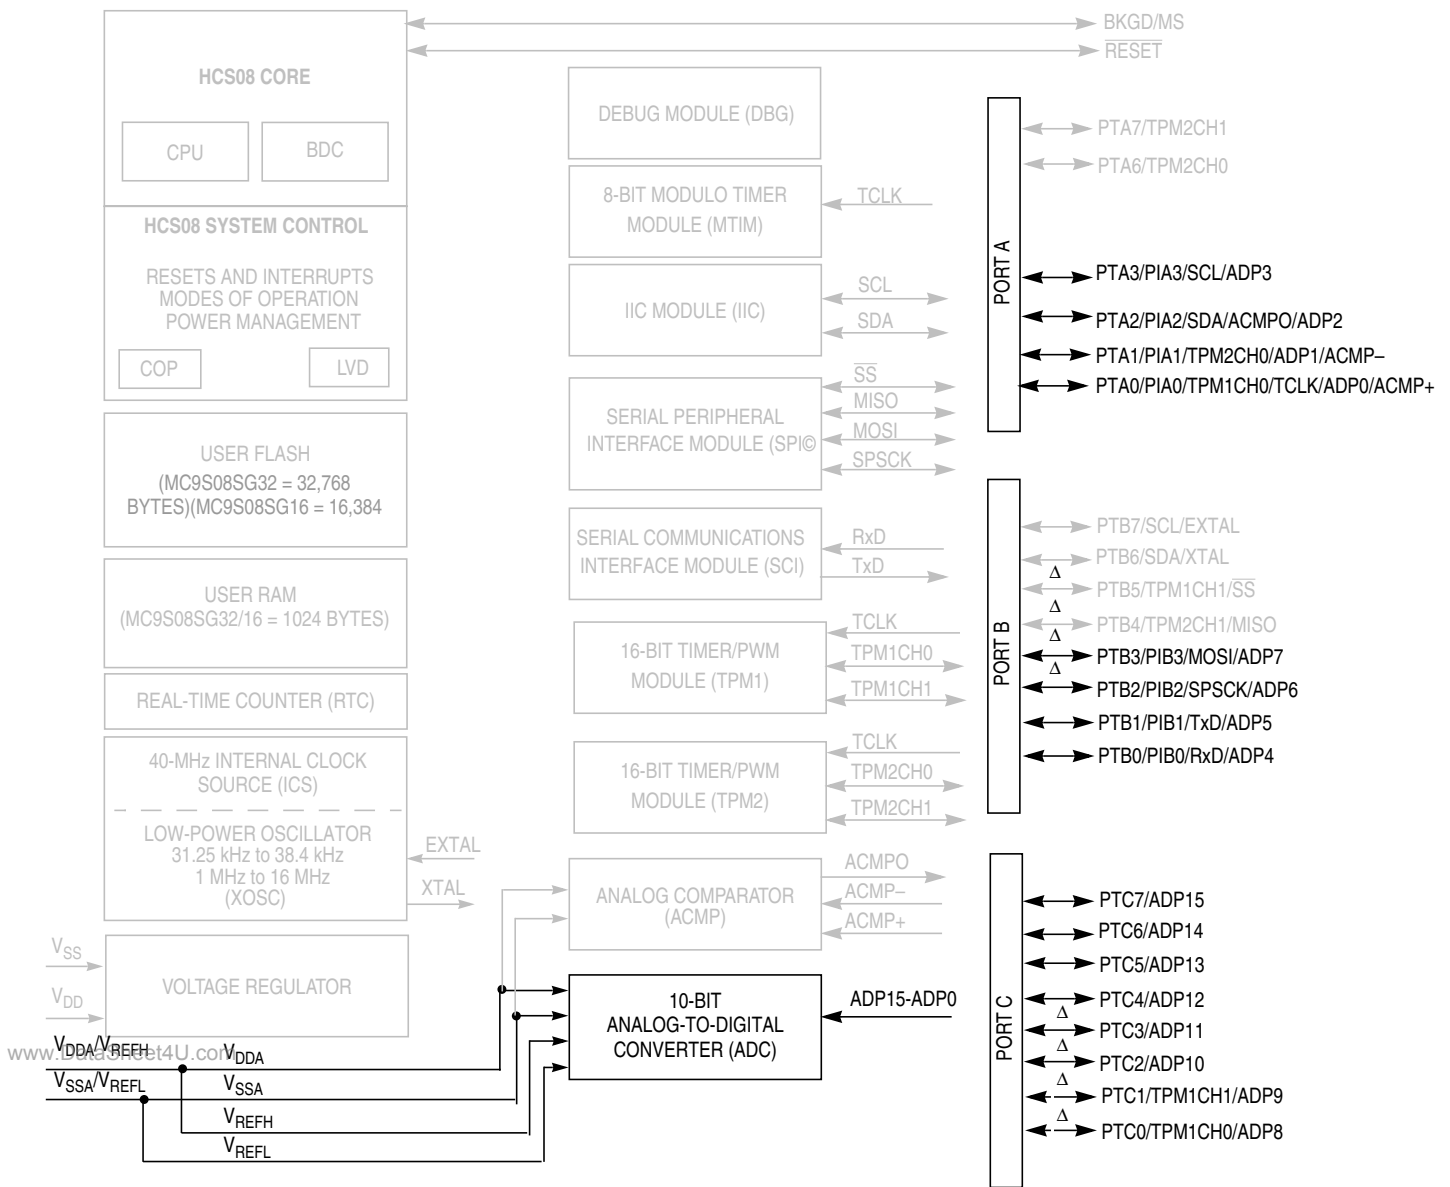 HCS08 CORE
CPU
BDC
HCS08 SYSTEM CONTROL
RESETS AND INTERRUPTS
MODES OF OPERATION
POWER MANAGEMENT
COP
LVD
USER FLASH
(MC9S08SG32 = 32,768
BYTES)(MC9S08SG16 = 16,384
USER RAM
(MC9S08SG32/16 = 1024 BYTES)
REAL-TIME COUNTER (RTC)
40-MHz INTERNAL CLOCK
SOURCE (ICS)
LOW-POWER OSCILLATOR
31.25 kHz to 38.4 kHz
1 MHz to 16 MHz
(XOSC)
EXTAL
XTAL
VSS
VDD
VOLTAGE REGULATOR
VDDA/VREFH
www.DataSheet4U.com
VDDA
VSSA/VREFL
VSSA
VREFH
VREFL
DEBUG MODULE (DBG)
8-BIT MODULO TIMER
MODULE (MTIM)
TCLK
IIC MODULE (IIC)
SCL
SDA
SERIAL PERIPHERAL
INTERFACE MODULE (SPI©
SS
MISO
MOSI
SPSCK
SERIAL COMMUNICATIONS
INTERFACE MODULE (SCI)
RxD
TxD
16-BIT TIMER/PWM
MODULE (TPM1)
TCLK
TPM1CH0
TPM1CH1
16-BIT TIMER/PWM
MODULE (TPM2)
TCLK
TPM2CH0
TPM2CH1
ANALOG COMPARATOR
(ACMP)
ACMPO
ACMP–
ACMP+
10-BIT
ANALOG-TO-DIGITAL
CONVERTER (ADC)
ADP15-ADP0
BKGD/MS
RESET
PORT A
PTA7/TPM2CH1
PTA6/TPM2CH0
PTA3/PIA3/SCL/ADP3
PTA2/PIA2/SDA/ACMPO/ADP2
PTA1/PIA1/TPM2CH0/ADP1/ACMP–
PTA0/PIA0/TPM1CH0/TCLK/ADP0/ACMP+
PORT B
PTB7/SCL/EXTAL
PTB6/SDA/XTAL
Δ
PTB5/TPM1CH1/SS
Δ
PTB4/TPM2CH1/MISO
Δ
PTB3/PIB3/MOSI/ADP7
Δ
PTB2/PIB2/SPSCK/ADP6
PTB1/PIB1/TxD/ADP5
PTB0/PIB0/RxD/ADP4
PORT C
PTC7/ADP15
PTC6/ADP14
PTC5/ADP13
PTC4/ADP12
Δ
PTC3/ADP11
Δ
PTC2/ADP10
Δ
PTC1/TPM1CH1/ADP9
Δ
PTC0/TPM1CH0/ADP8